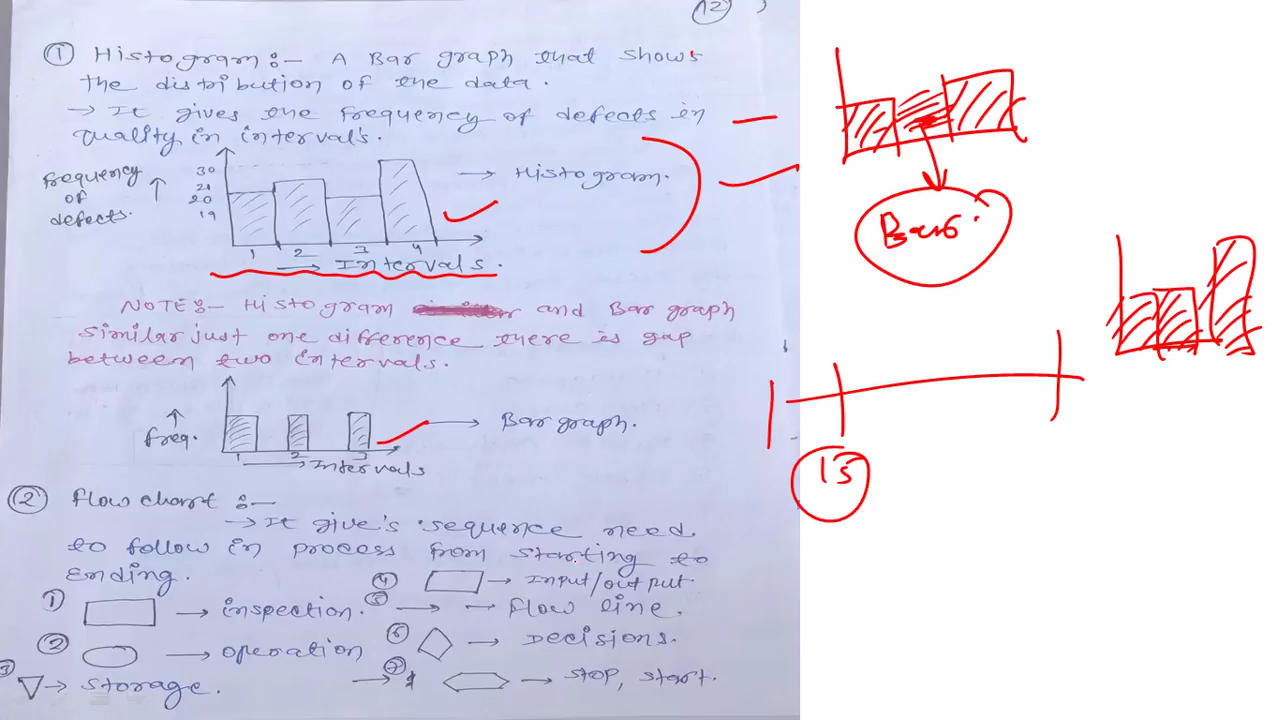 12
① Histogram :- A Bar graph that shows
the distribution of the data.
→ It gives the frequency of defects in
quality in intervals.
frequency
of
defects.
30
21
20
19
→ Histogram.
1 2 3 4
→ Intervals.
NOTE:- Histogram and Bar graph
similar just one difference there is gap
between two intervals.
freq.
→ Bar graph.
1 2 3
Intervals
② flow chart :-
→ It give's sequence need
to follow in process from starting to
Ending.
① → inspection.
② → operation
③ → storage.
④ → Input/output
⑤ → → flow line.
⑥ → Decisions.
⑦ → stop, start.
15